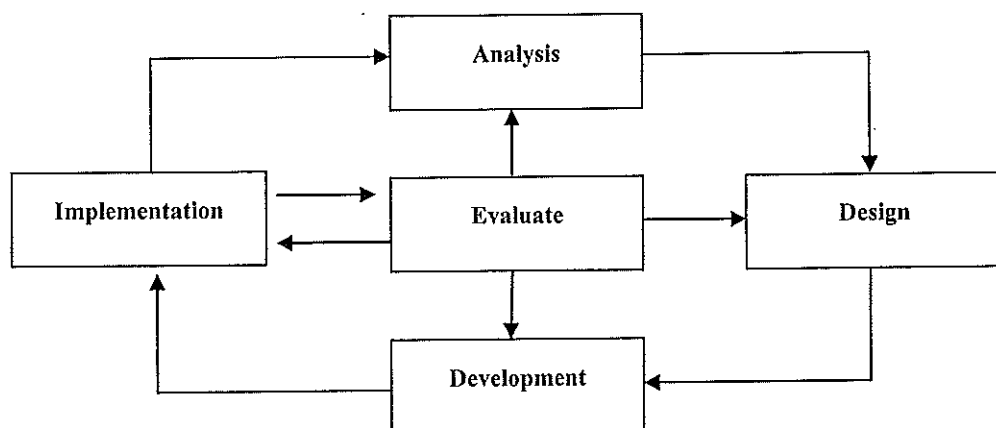 Analysis
Implementation
Evaluate
Design
Development